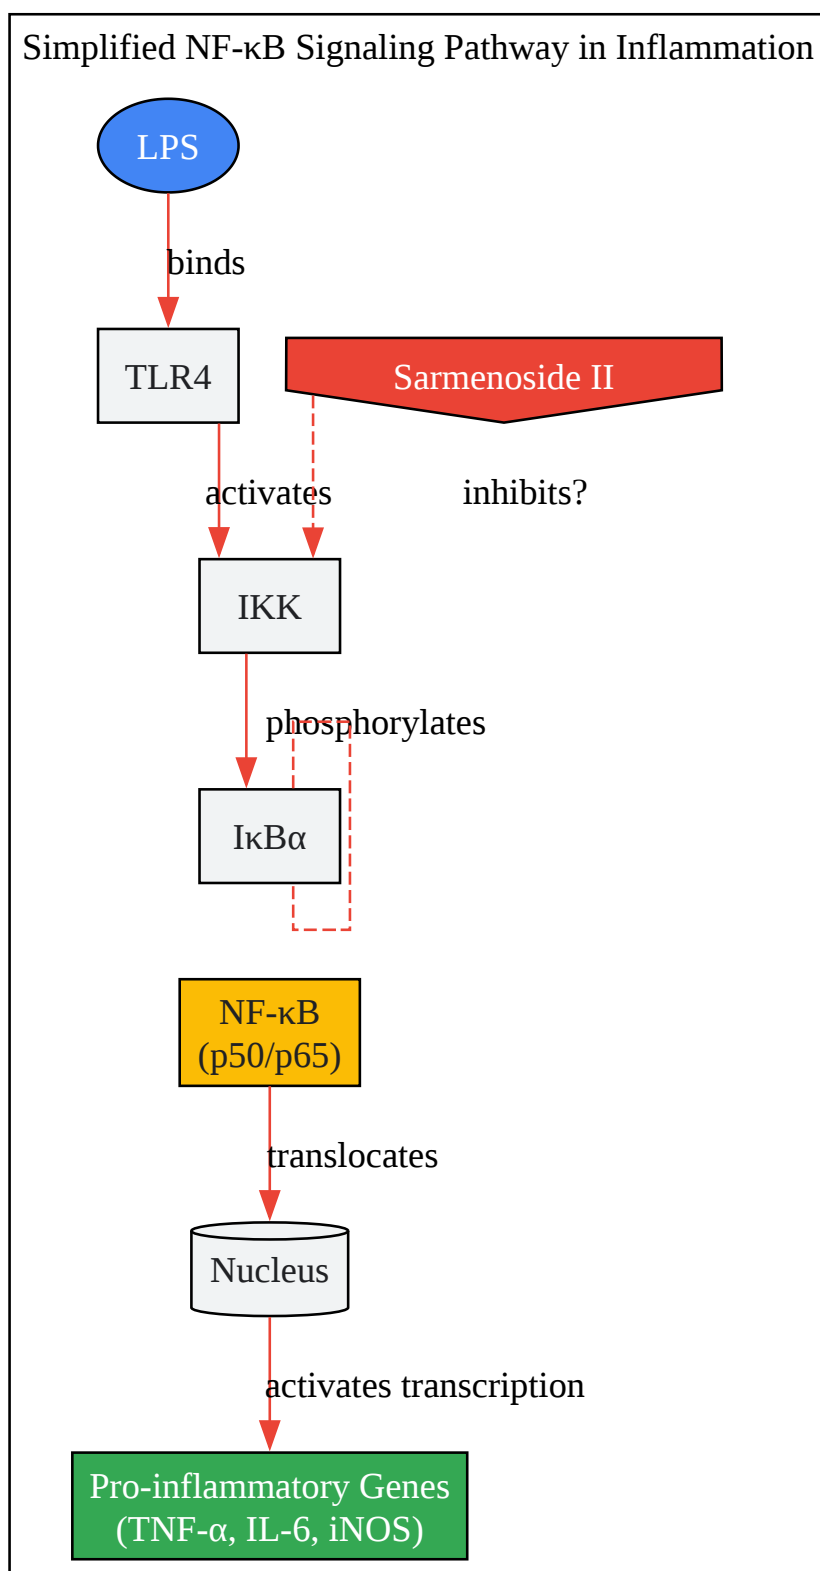 Simplified NF-κB Signaling Pathway in Inflammation
LPS
binds
TLR4
Sarmenoside II
activates
inhibits?
IKK
phosphorylates
IκBα
NF-κB
(p50/p65)
translocates
Nucleus
activates transcription
Pro-inflammatory Genes
(TNF-α, IL-6, iNOS)